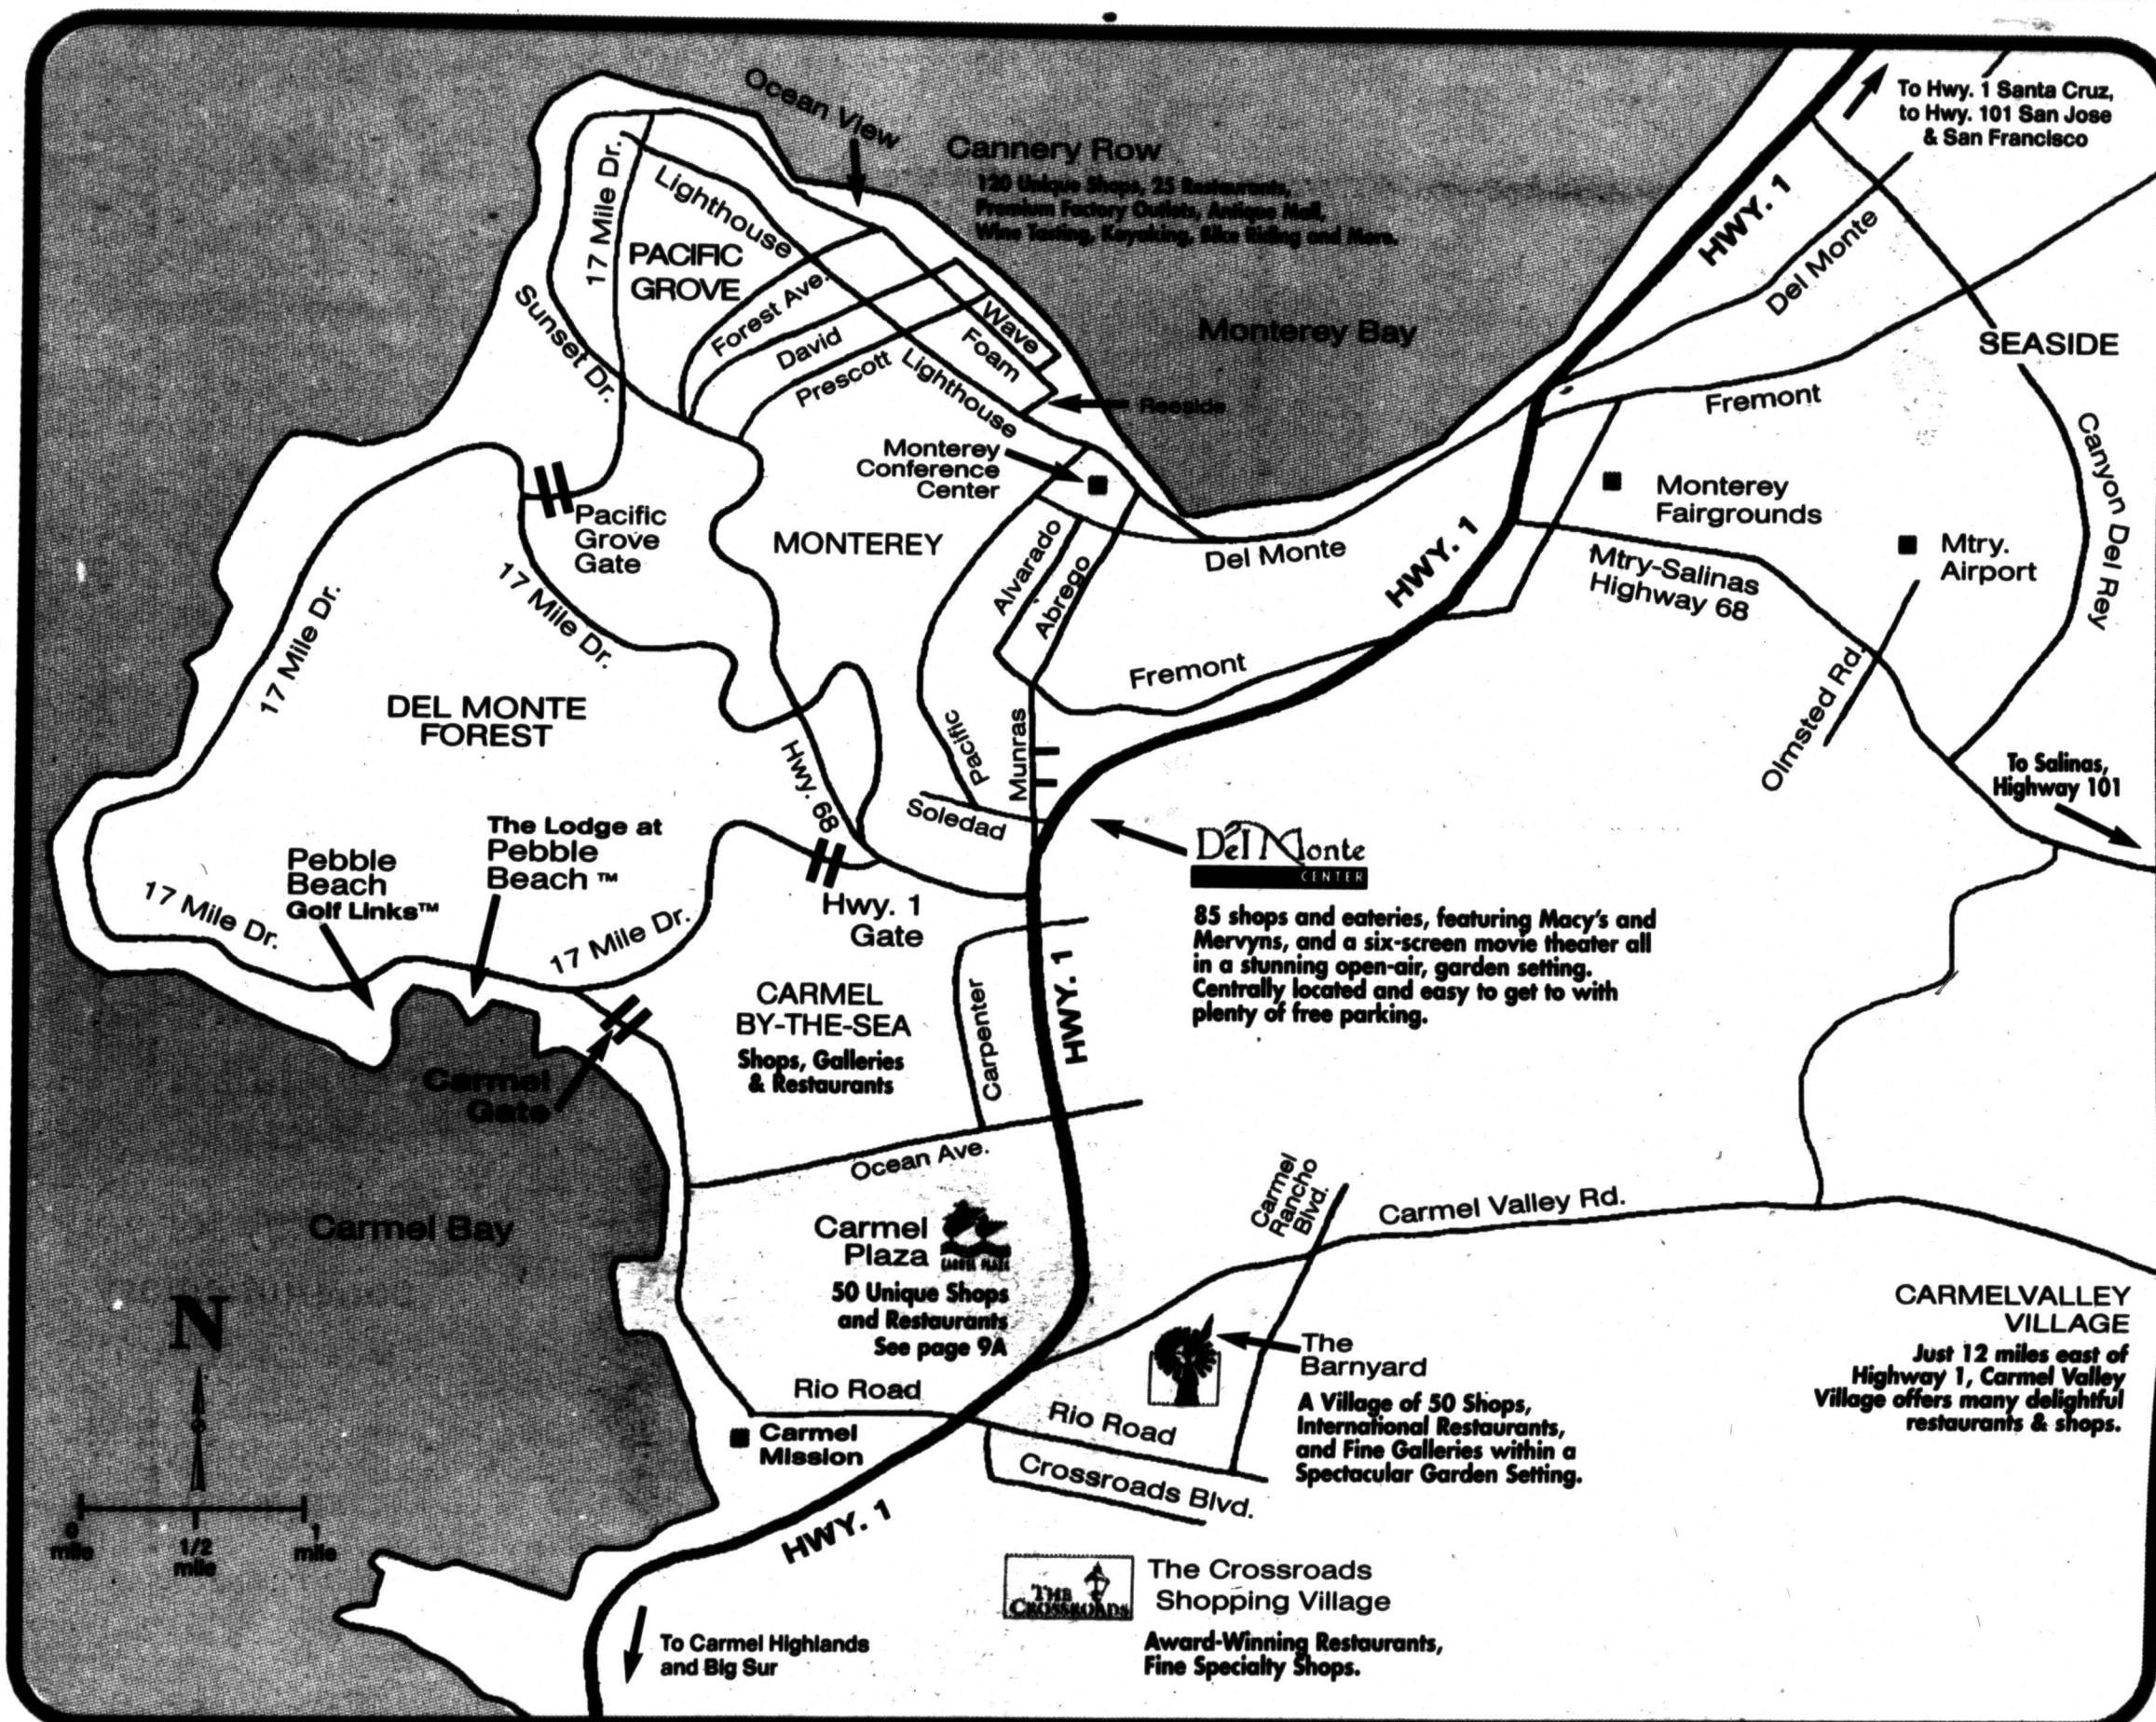 To Hwy. 1 Santa Cruz,
to Hwy. 101 San Jose
& San Francisco
Ocean View
Cannery Row
120 Unique Shops, 25 Restaurants,
Premium Factory Outlets, Antique Mall,
Wine Tasting, Kayaking, Bike Riding and More.
HWY. 1
17 Mile Dr.
Lighthouse
PACIFIC
GROVE
Del Monte
Sunset Dr.
Forest Ave.
Wave
Foam
Monterey Bay
SEASIDE
David
Prescott
Lighthouse
Reeside
Fremont
Canyon Del Rey
Monterey
Conference
Center
Monterey
Fairgrounds
Pacific
Grove
Gate
MONTEREY
Alvarado
Abrego
Del Monte
HWY. 1
Mtry-Salinas
Highway 68
Mtry.
Airport
17 Mile Dr.
17 Mile Dr.
Fremont
Olmsted Rd.
DEL MONTE
FOREST
Hwy. 68
Pacific
Munras
Soledad
To Salinas,
Highway 101
The Lodge at
Pebble
Beach ™
Pebble
Beach
Golf Links™
Del Monte
CENTER
17 Mile Dr.
17 Mile Dr.
Hwy. 1
Gate
85 shops and eateries, featuring Macy's and
Mervyns, and a six-screen movie theater all
in a stunning open-air, garden setting.
Centrally located and easy to get to with
plenty of free parking.
CARMEL
BY-THE-SEA
Shops, Galleries
& Restaurants
Carpenter
HWY. 1
Carmel
Gate
Ocean Ave.
Carmel
Rancho
Blvd.
Carmel Valley Rd.
Carmel Bay
Carmel
Plaza
CARMEL PLAZA
50 Unique Shops
and Restaurants
See page 9A
N
CARMELVALLEY
VILLAGE
Just 12 miles east of
Highway 1, Carmel Valley
Village offers many delightful
restaurants & shops.
The
Barnyard
A Village of 50 Shops,
International Restaurants,
and Fine Galleries within a
Spectacular Garden Setting.
Rio Road
Rio Road
Carmel
Mission
Crossroads Blvd.
HWY. 1
0
mile
1/2
mile
1
mile
THE
CROSSROADS
The Crossroads
Shopping Village
Award-Winning Restaurants,
Fine Specialty Shops.
To Carmel Highlands
and Big Sur